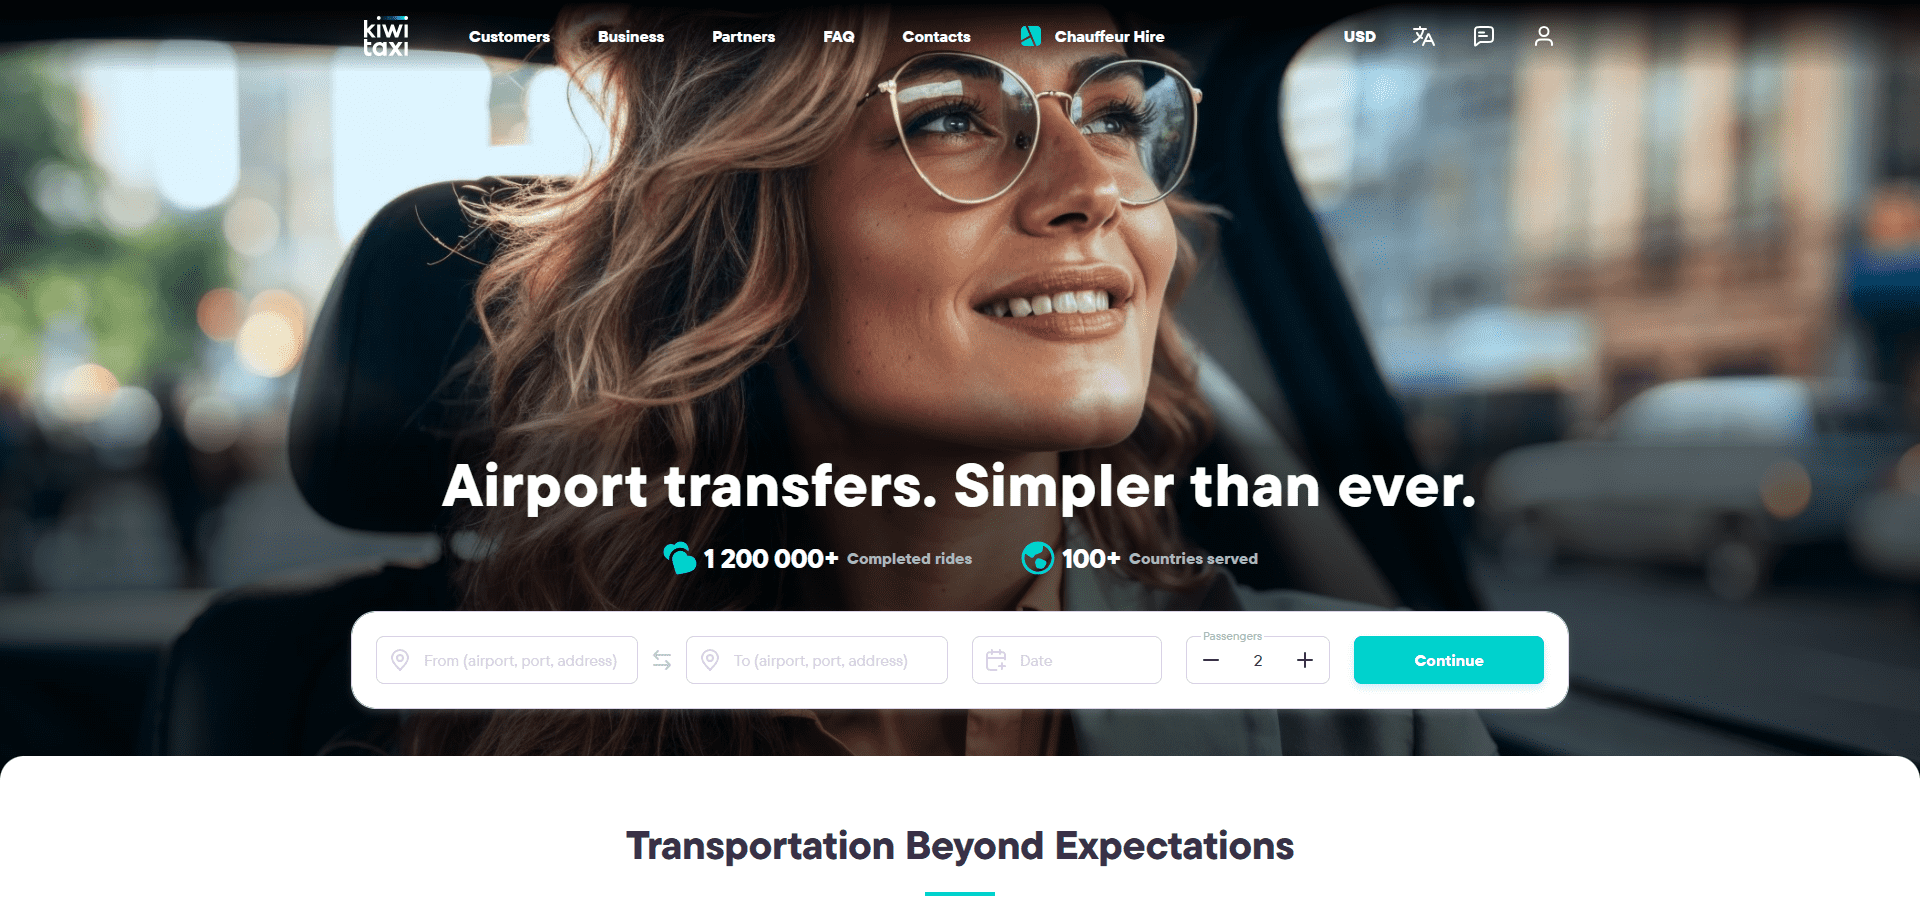 kiwi
taxi
Customers
Business
Partners
FAQ
Contacts
Chauffeur Hire
USD
Airport transfers. Simpler than ever.
1 200 000+ Completed rides
100+ Countries served
From (airport, port, address)
To (airport, port, address)
Date
Passengers
2
Continue
Transportation Beyond Expectations